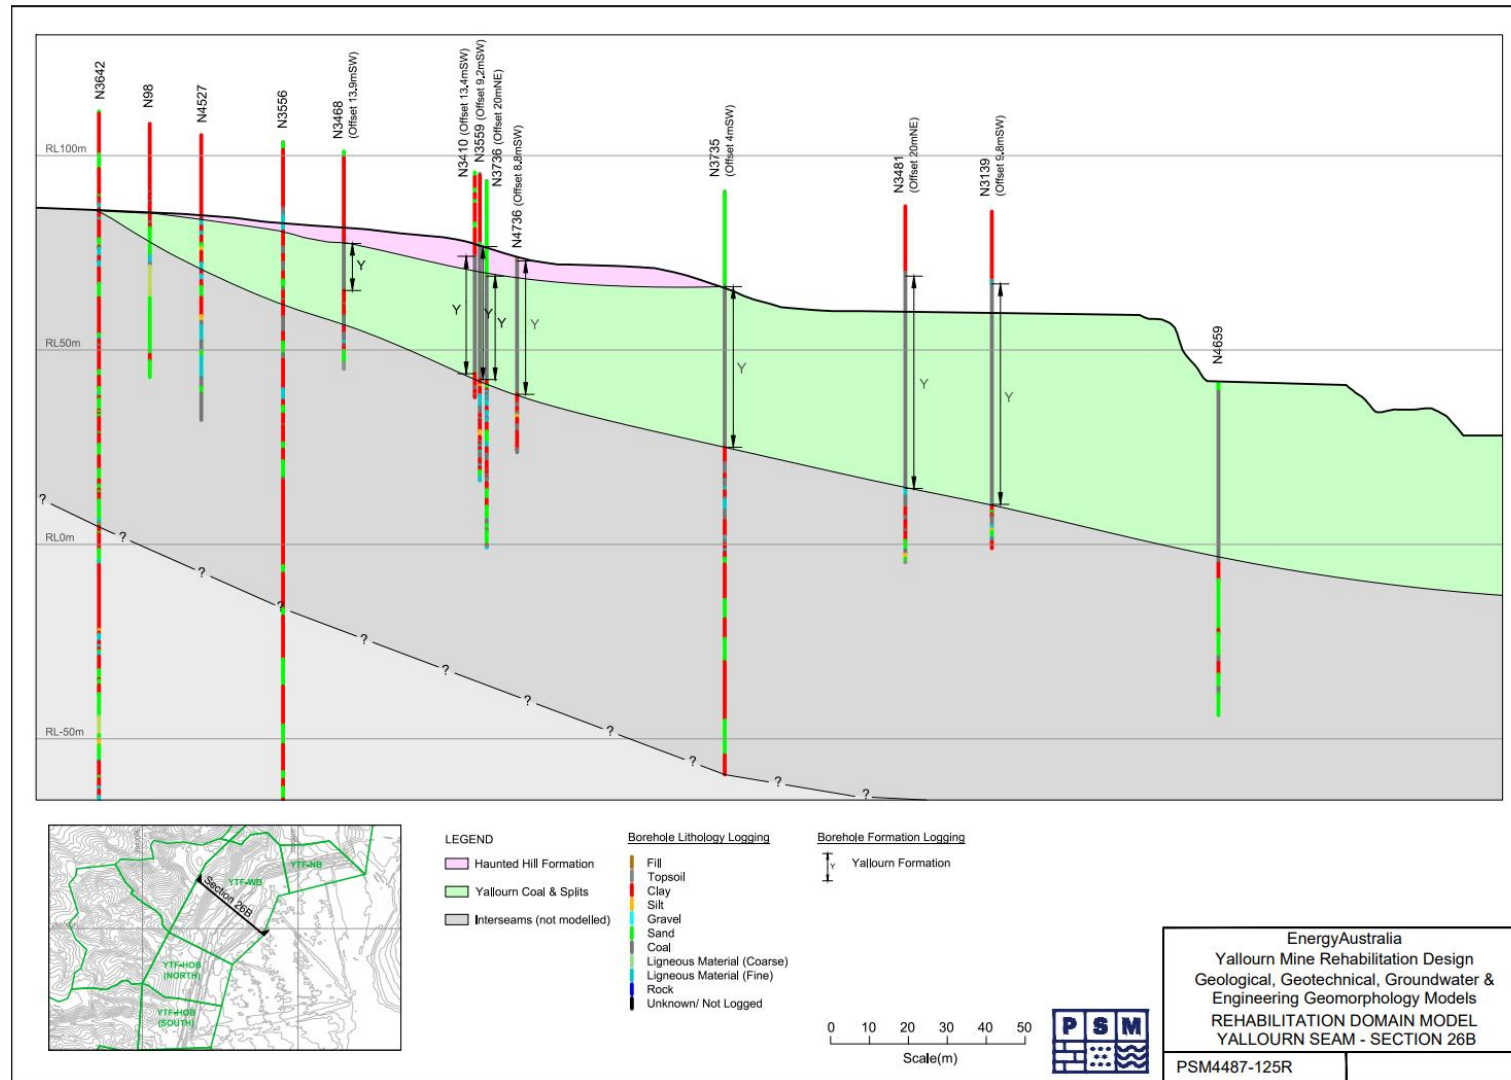 N3642
N98
N4527
N3556
N3468
(Offset 13.9mSW)
N3410 (Offset 13.4mSW)
N3559 (Offset 9.2mSW)
N3736 (Offset 20mNE)
N4736 (Offset 8.8mSW)
N3735
(Offset 4mSW)
N3481
(Offset 20mNE)
N3139
(Offset 9.8mSW)
N4659
RL100m
RL50m
RL0m
RL-50m
Y
Y
Y
Y
Y
Y
Y
Y
?
?
?
?
?
?
?
?
?
?
?
YTF-NB
YTF-WB
Section 26B
YTF-HOB
(NORTH)
YTF-HOB
(SOUTH)
LEGEND
Haunted Hill Formation
Yallourn Coal & Splits
Interseams (not modelled)
Borehole Lithology Logging
Fill
Topsoil
Clay
Silt
Gravel
Sand
Coal
Ligneous Material (Coarse)
Ligneous Material (Fine)
Rock
Unknown/ Not Logged
Borehole Formation Logging
Y
Yallourn Formation
0 10 20 30 40 50
Scale(m)
PSM
EnergyAustralia
Yallourn Mine Rehabilitation Design
Geological, Geotechnical, Groundwater &
Engineering Geomorphology Models
REHABILITATION DOMAIN MODEL
YALLOURN SEAM - SECTION 26B
PSM4487-125R